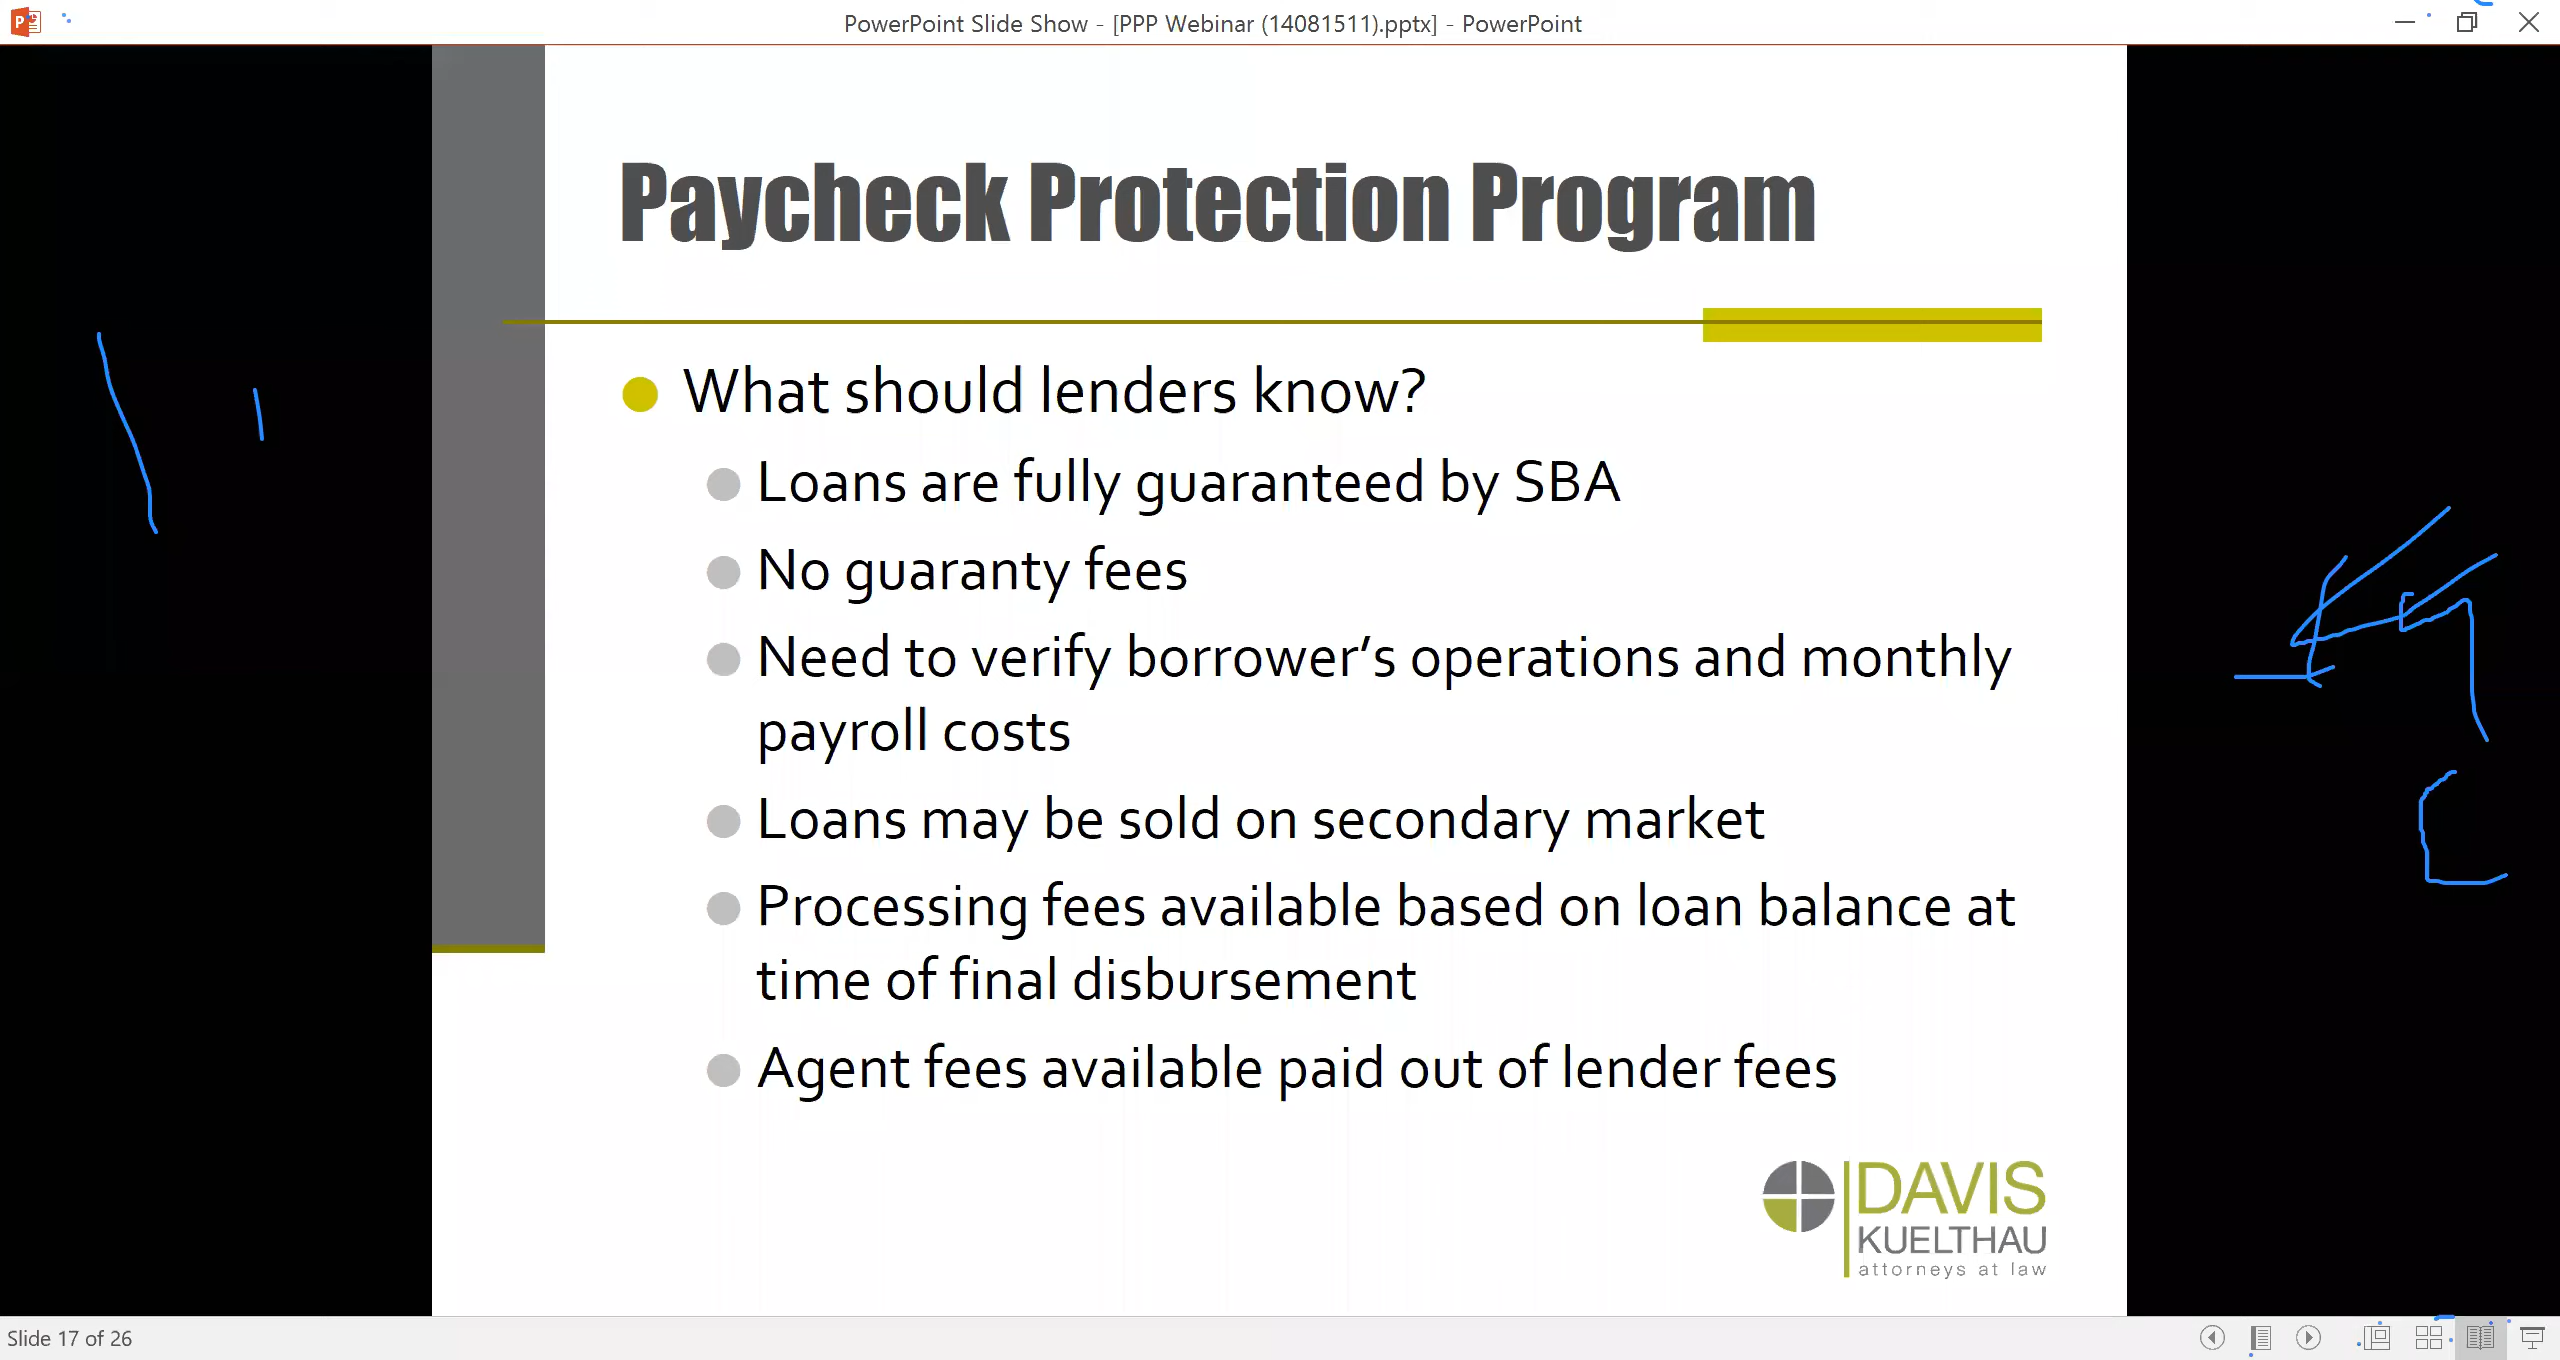 PowerPoint Slide Show - [PPP Webinar (14081511).pptx] - PowerPoint
Paycheck Protection Program
What should lenders know?
Loans are fully guaranteed by SBA
No guaranty fees
Need to verify borrower’s operations and monthly
payroll costs
Loans may be sold on secondary market
Processing fees available based on loan balance at
time of final disbursement
Agent fees available paid out of lender fees
DAVIS
KUELTHAU
attorneys at law
Slide 17 of 26